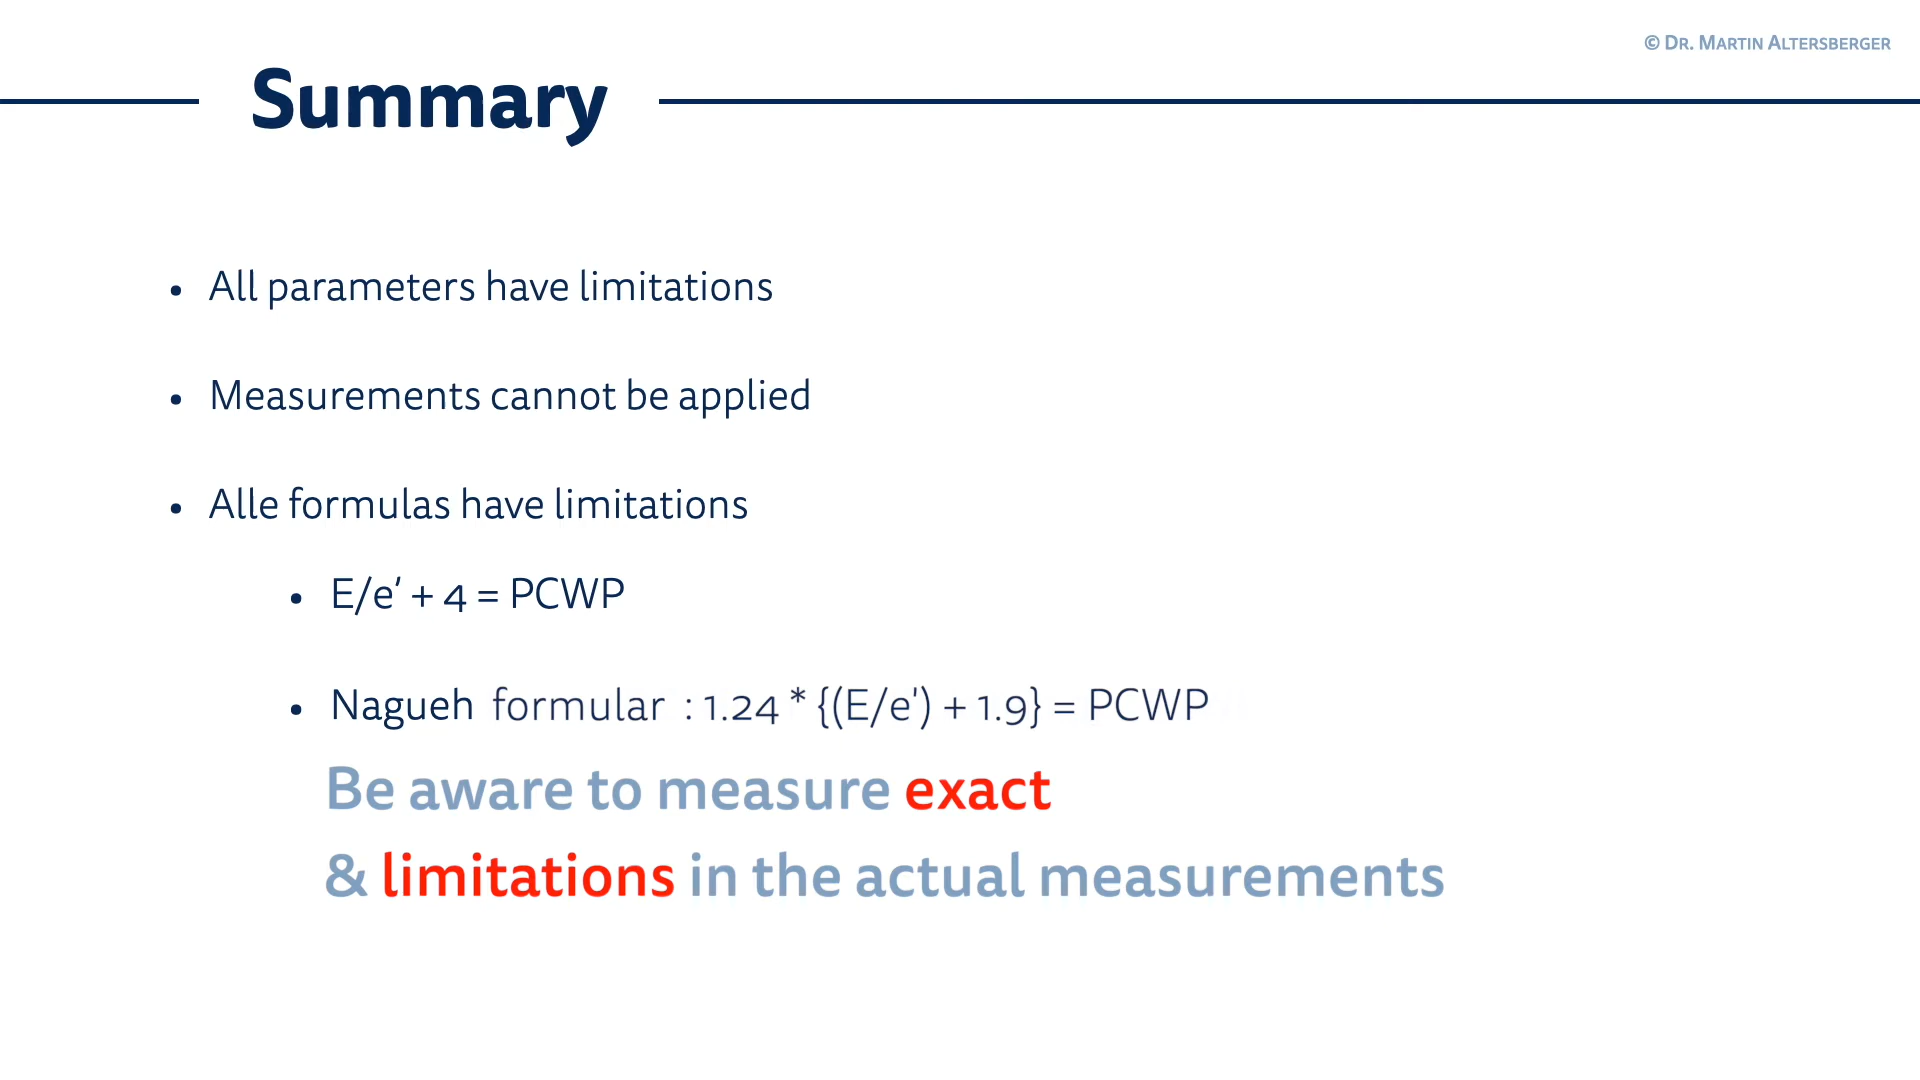 © Dr. Martin Altersberger
Summary
• All parameters have limitations
• Measurements cannot be applied
• Alle formulas have limitations
• E/e′ + 4 = PCWP
• Nagueh formular : 1.24 * {(E/e') + 1.9} = PCWP
Be aware to measure exact
& limitations in the actual measurements